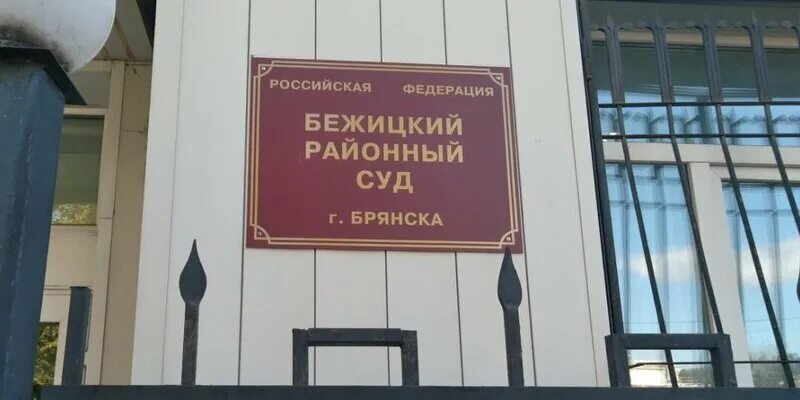 РОССИЙСКАЯ ФЕДЕРАЦИЯ
БЕЖИЦКИЙ
РАЙОННЫЙ
СУД
г. БРЯНСКА